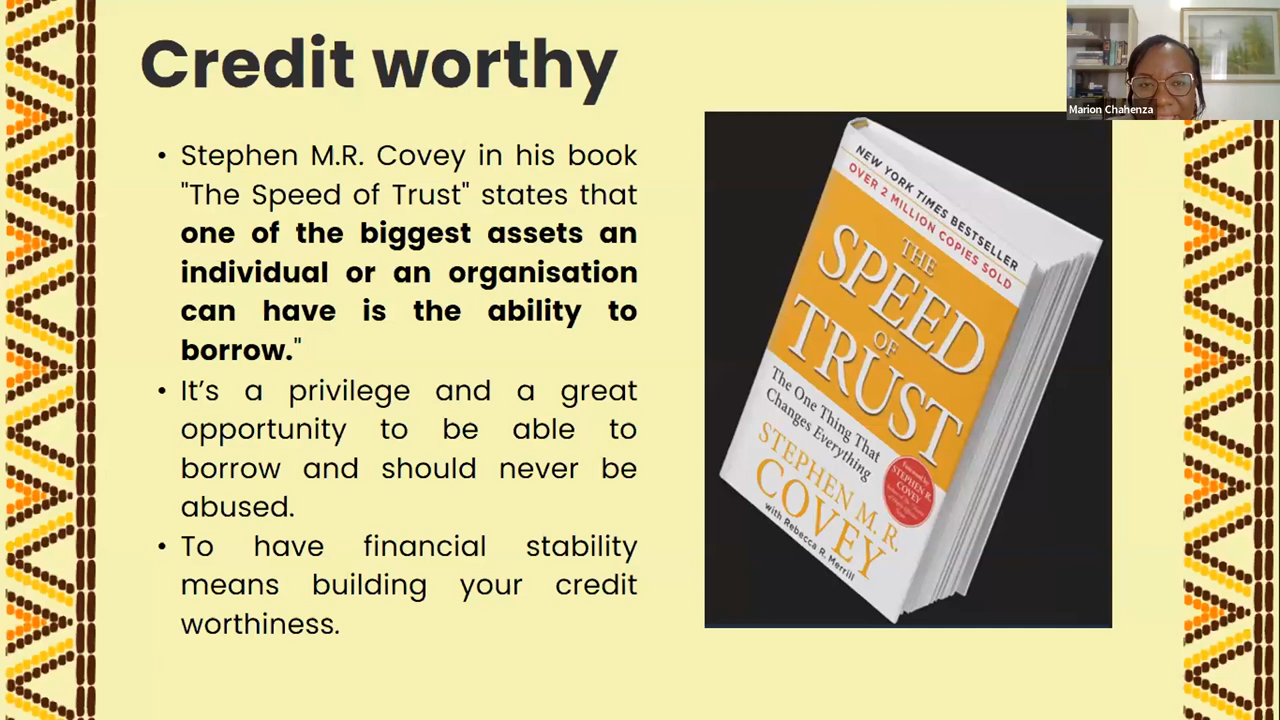 Credit worthy
Marion Chahenza
• Stephen M.R. Covey in his book
"The Speed of Trust" states that
one of the biggest assets an
individual or an organisation
can have is the ability to
borrow."
• It’s a privilege and a great
opportunity to be able to
borrow and should never be
abused.
• To have financial stability
means building your credit
worthiness.
NEW YORK TIMES BESTSELLER
OVER 2 MILLION COPIES SOLD
THE
SPEED
OF
TRUST
The One Thing That
Changes Everything
STEPHEN M. R.
COVEY
with Rebecca R. Merrill
Foreword by
STEPHEN R.
COVEY